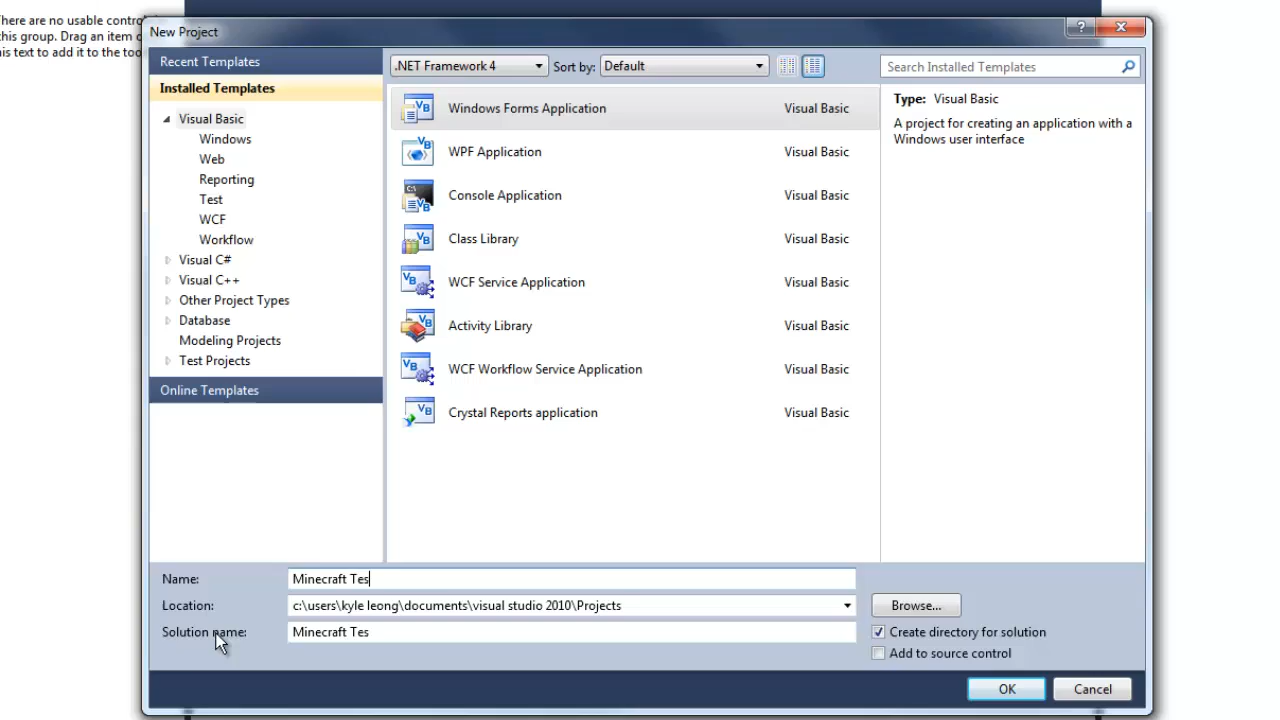 here are no usable control
his group. Drag an item o
his text to add it to the too
New Project
Recent Templates
Installed Templates
Visual Basic
Windows
Web
Reporting
Test
WCF
Workflow
Visual C#
Visual C++
Other Project Types
Database
Modeling Projects
Test Projects
Online Templates
.NET Framework 4
Sort by: Default
Windows Forms Application Visual Basic
WPF Application Visual Basic
Console Application Visual Basic
Class Library Visual Basic
WCF Service Application Visual Basic
Activity Library Visual Basic
WCF Workflow Service Application Visual Basic
Crystal Reports application Visual Basic
Search Installed Templates
Type: Visual Basic
A project for creating an application with a
Windows user interface
Name: Minecraft Tes
Location: c:\users\kyle leong\documents\visual studio 2010\Projects
Browse...
Solution name: Minecraft Tes
Create directory for solution
Add to source control
OK Cancel